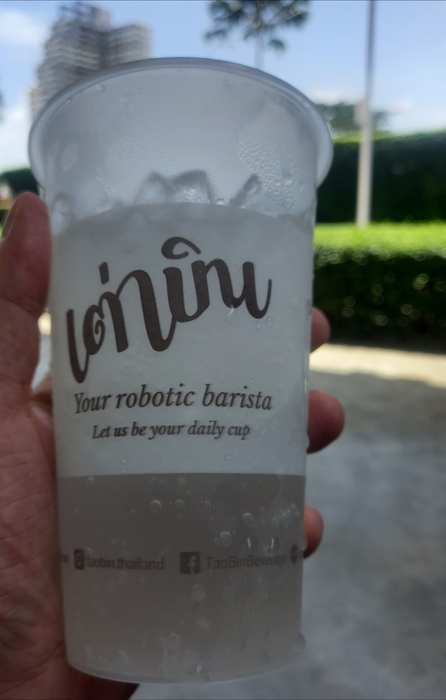 เต่าบิน
Your robotic barista
Let us be your daily cup
taobin.thailand TaoBinBeverage